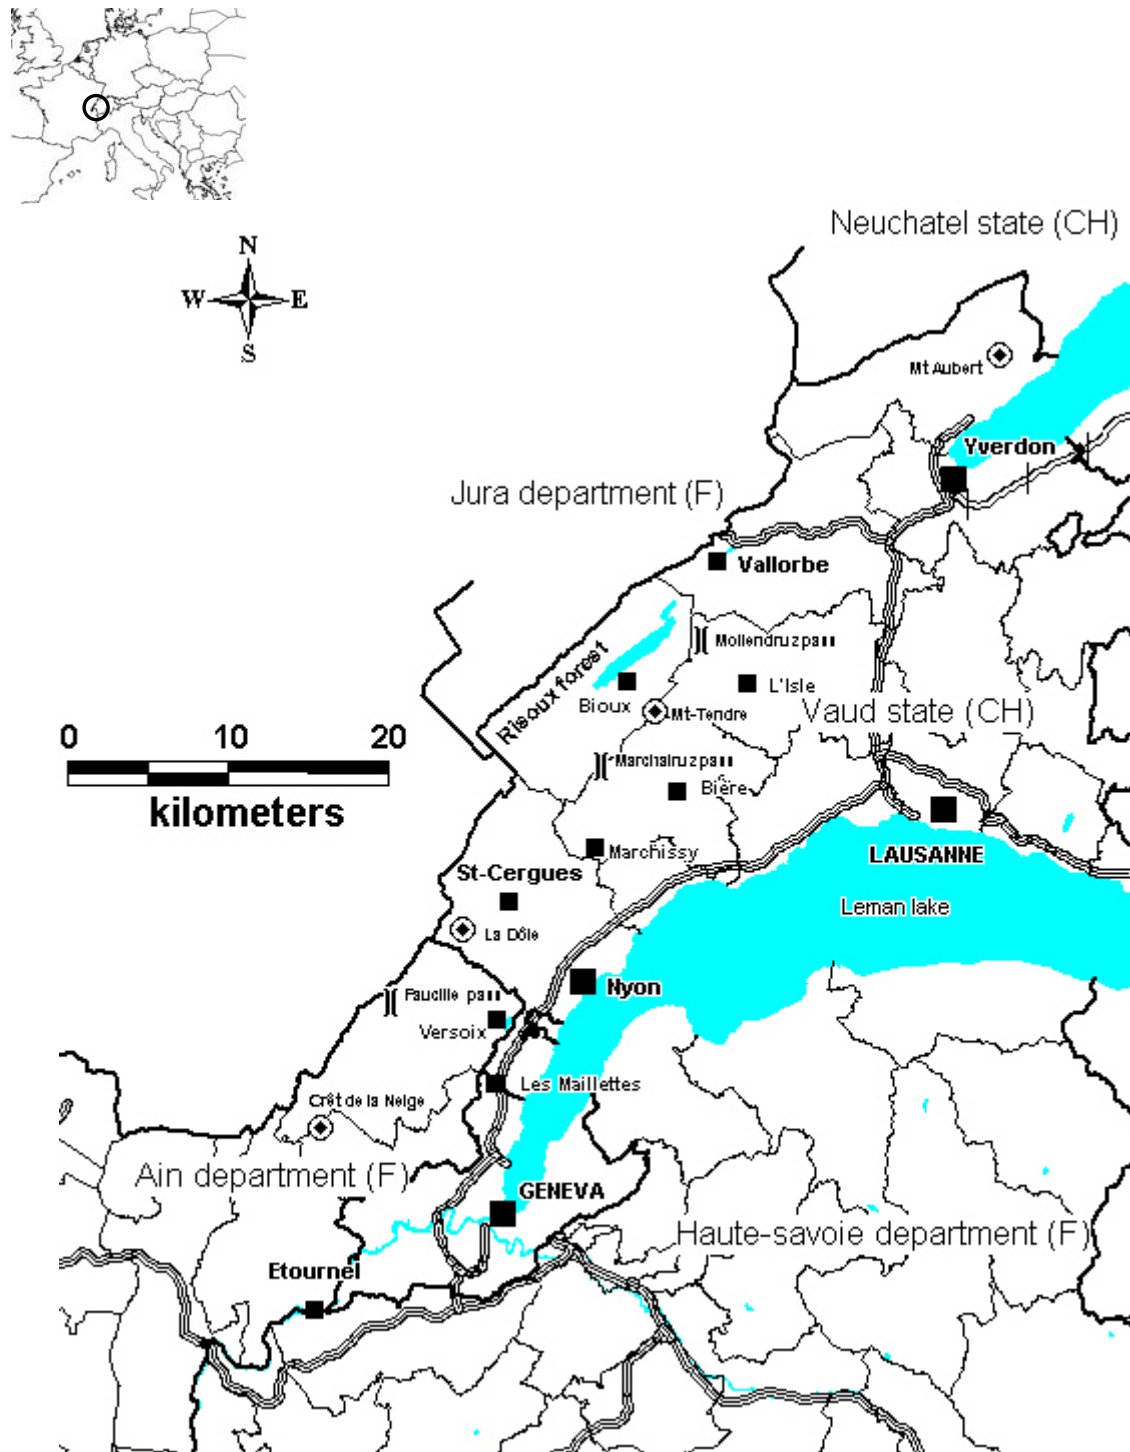 Neuchatel state (CH)
N
W E
S
Mt Aubert
Yverdon
Jura department (F)
Vallorbe
Mollendruz pass
Risoux forest
L'Isle
Bioux
Mt-Tendre
Vaud state (CH)
0 10 20
kilometers
Marchairuz pass
Bière
LAUSANNE
Marchissy
St-Cergues
Leman lake
La Dôle
Nyon
Faucille pass
Versoix
Les Maillettes
Crêt de la Neige
Ain department (F)
GENEVA
Haute-savoie department (F)
Etournel